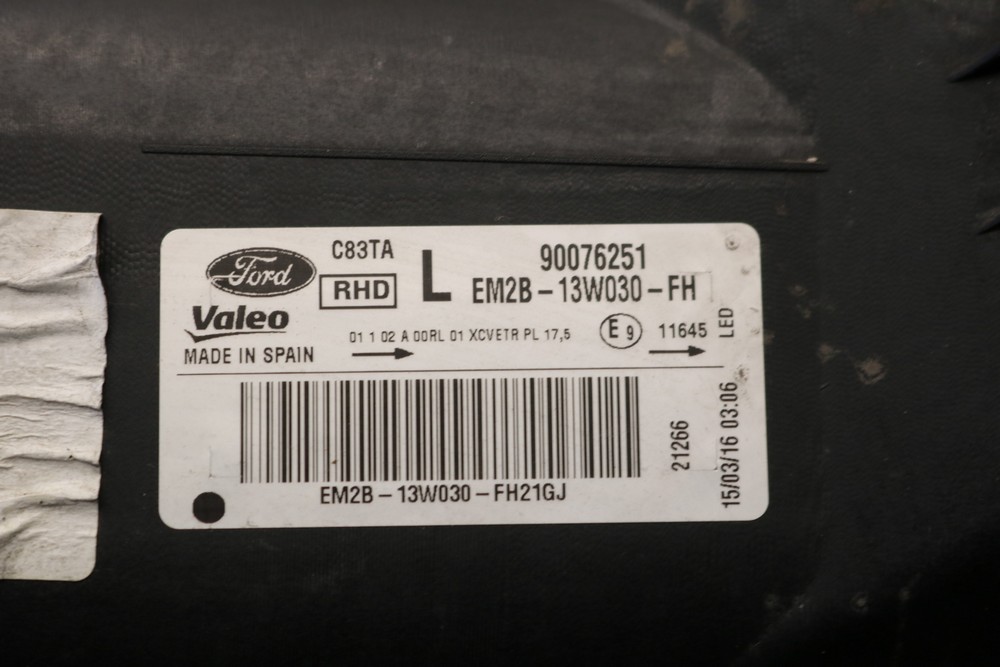 Ford
C83TA
RHD
L
90076251
EM2B-13W030-FH
Valeo
MADE IN SPAIN
01 1 02 A 00RL 01 XCVETR PL 17,5
E9
11645
LED
21266
15/03/16 03:06
EM2B-13W030-FH21GJ